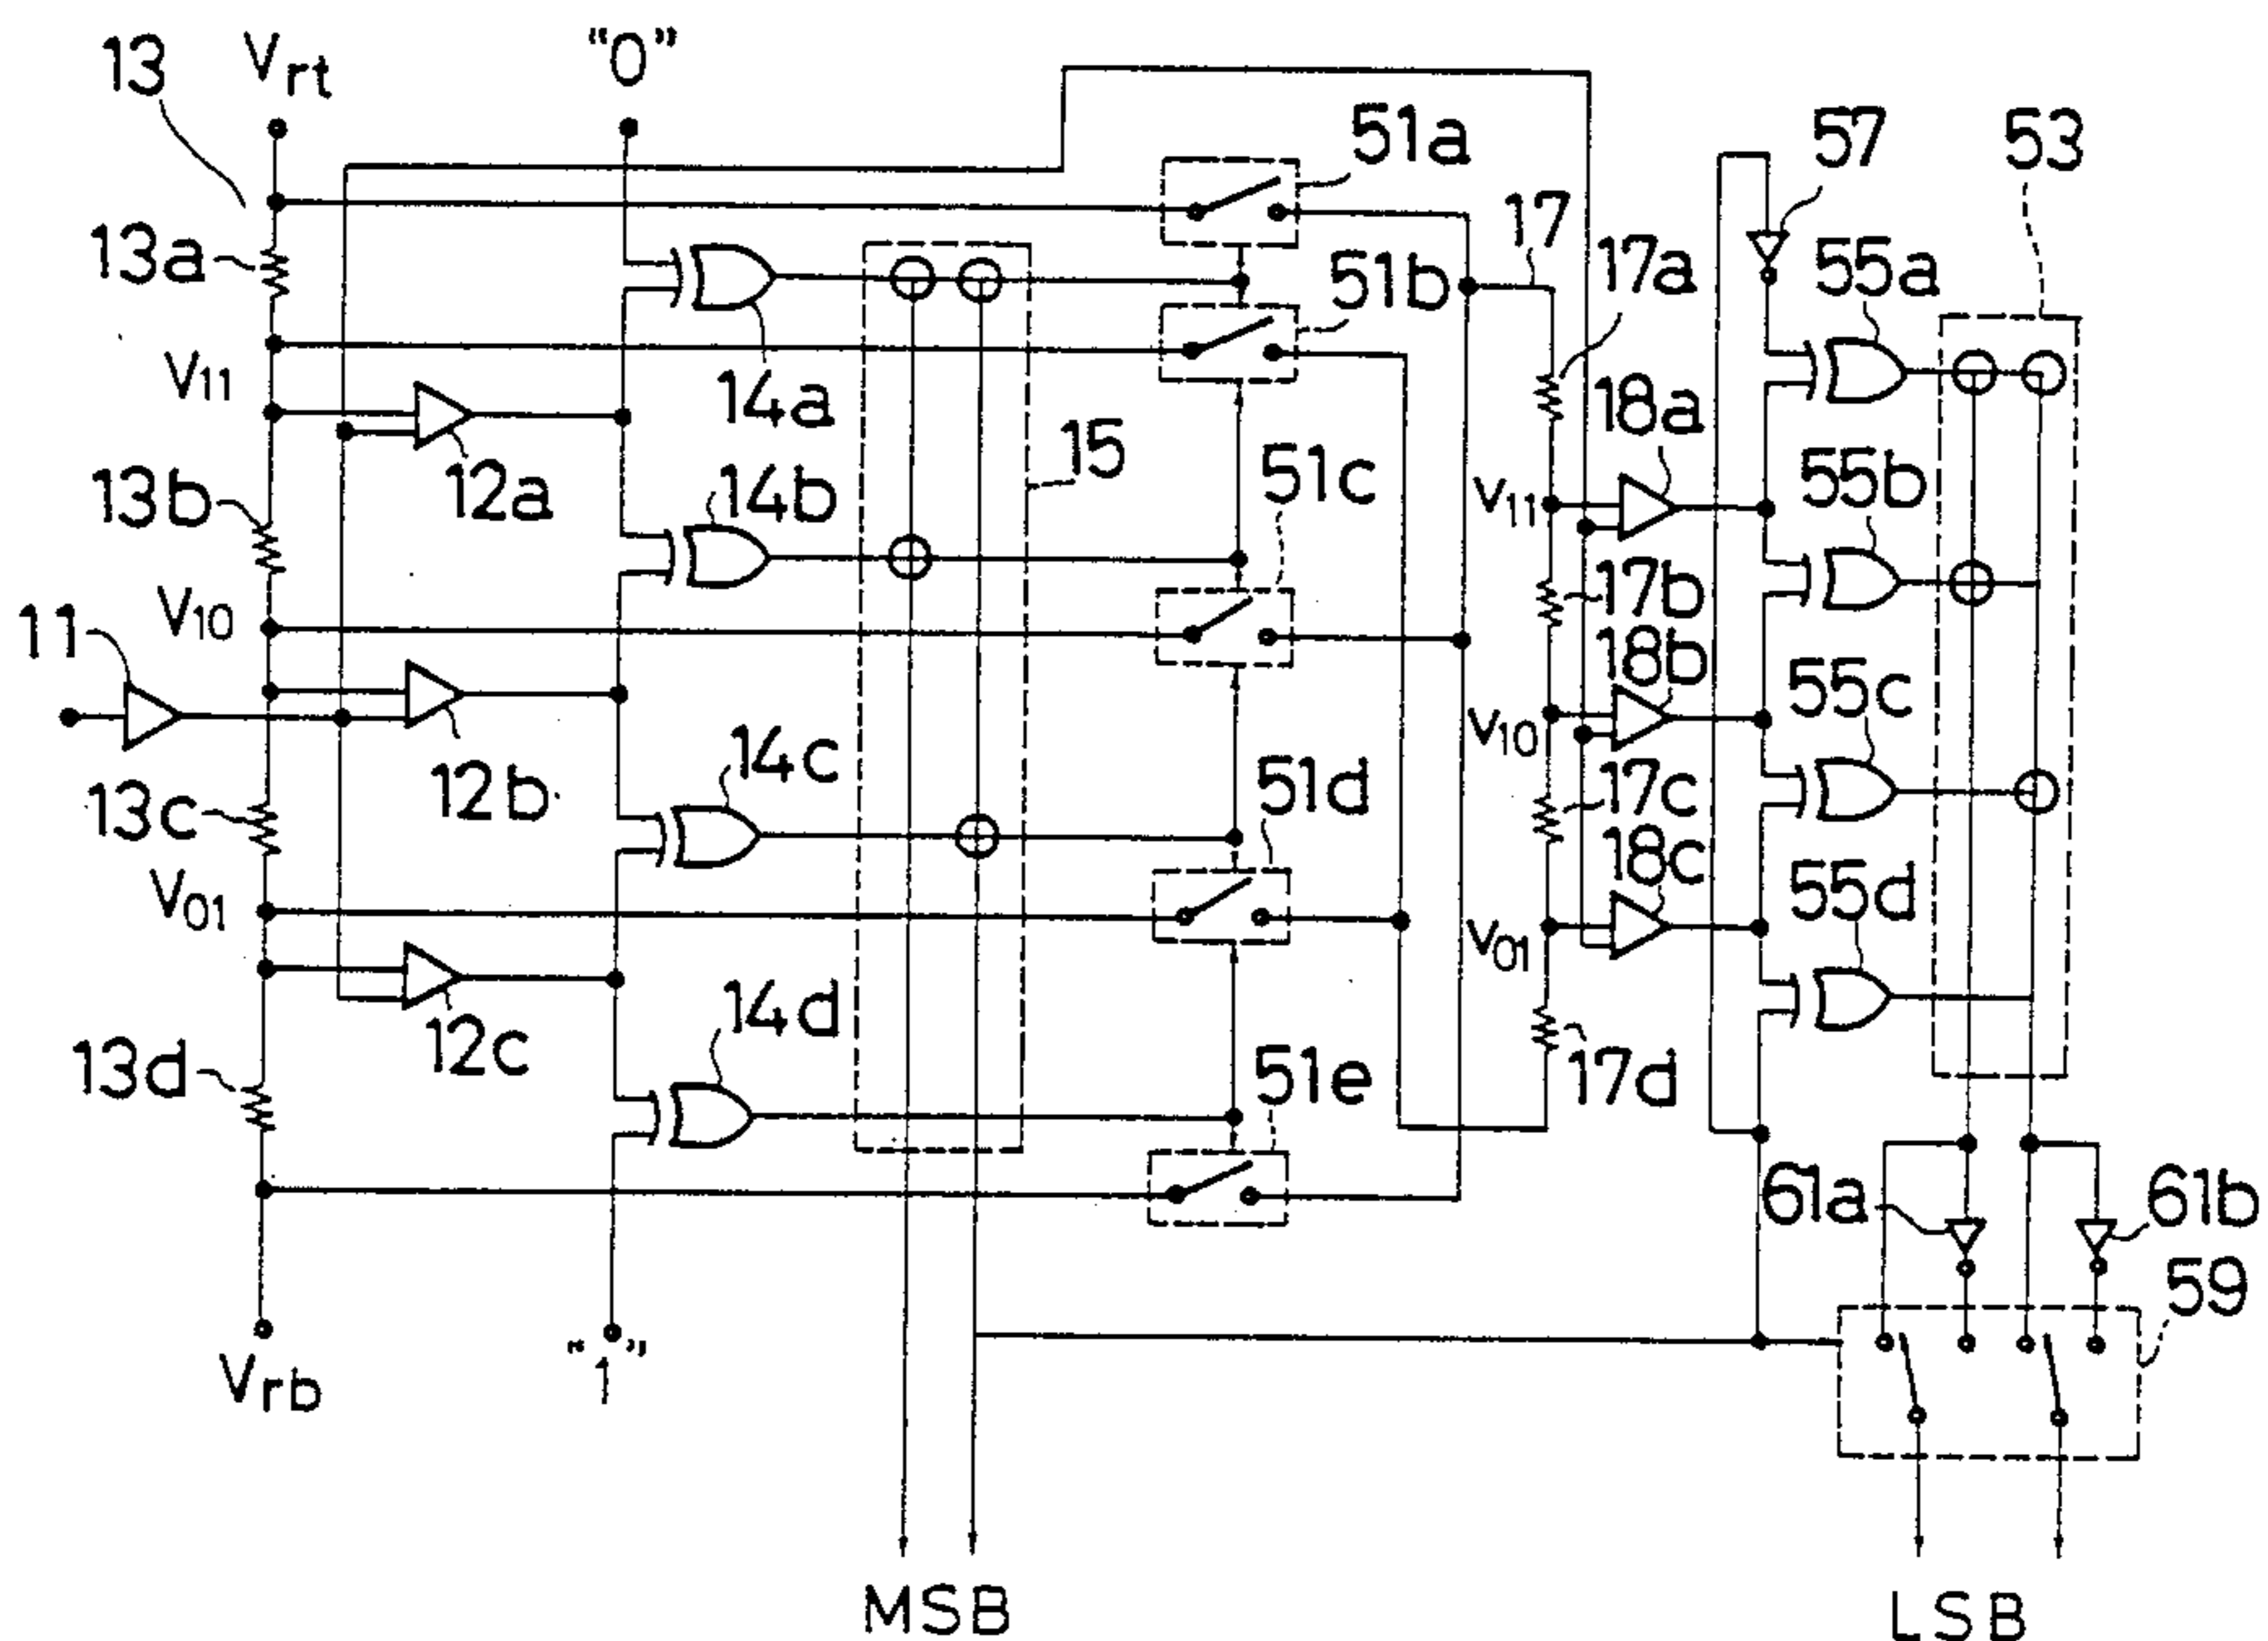 13
Vrt
"0"
51a
57
53
17
17a
55a
13a
51b
V11
14a
18a
15
12a
13b
14b
51c
V11
55b
V10
17b
11
18b
55c
14c
12b
V10
51d
17c
13c
18c
V01
55d
14d
V01
12c
13d
51e
17d
61a
61b
59
Vrb
"1"
MSB
LSB